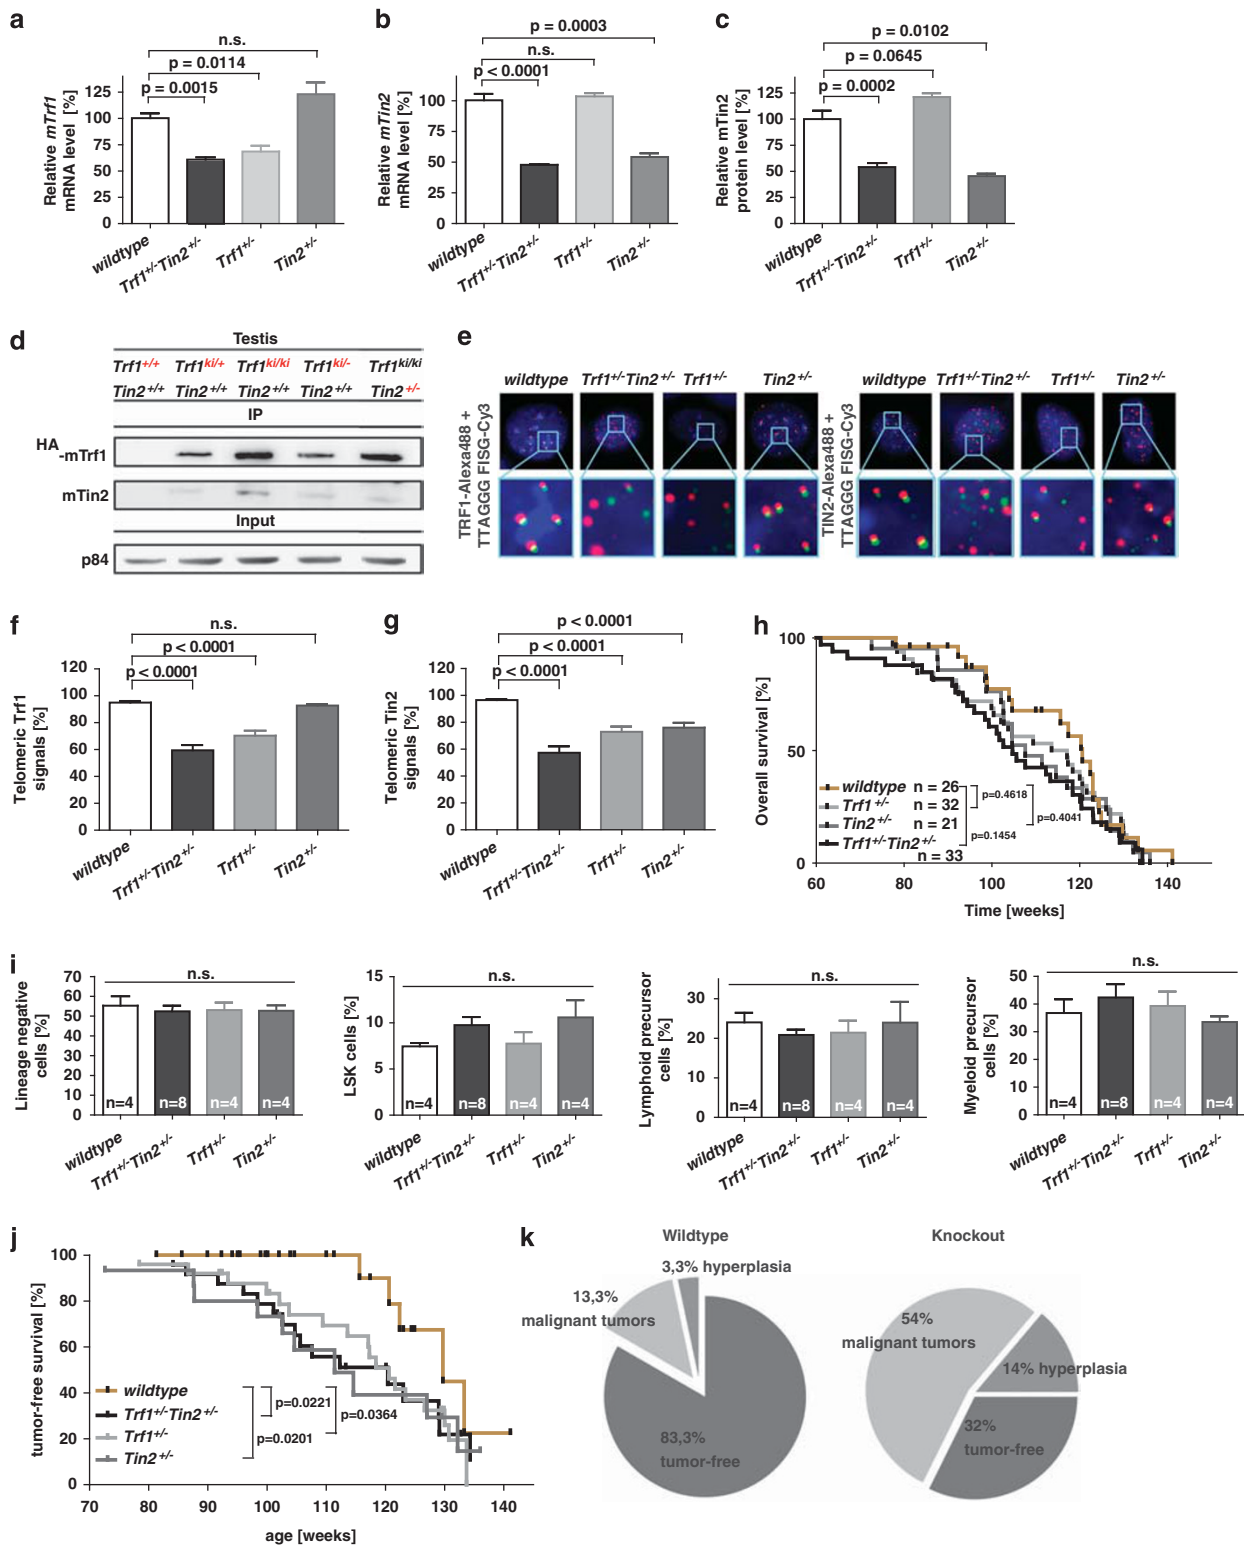 a
n.s.
p = 0.0114
p = 0.0015
Relative mTrf1
mRNA level [%]
125
100
75
50
25
0
wildtype
Trf1+/-Tin2+/-
Trf1+/-
Tin2+/-
b
p = 0.0003
n.s.
p < 0.0001
Relative mTin2
mRNA level [%]
100
75
50
25
0
wildtype
Trf1+/-Tin2+/-
Trf1+/-
Tin2+/-
c
p = 0.0102
p = 0.0645
p = 0.0002
Relative mTin2
protein level [%]
125
100
75
50
25
0
wildtype
Trf1+/-Tin2+/-
Trf1+/-
Tin2+/-
d
Testis
Trf1+/+ Trf1ki/+ Trf1ki/ki Trf1ki/- Trf1ki/ki
Tin2+/+ Tin2+/+ Tin2+/+ Tin2+/+ Tin2+/-
IP
HA-mTrf1
mTin2
Input
p84
e
wildtype Trf1+/-Tin2+/- Trf1+/- Tin2+/-
TRF1-Alexa488 +
TTAGGG FISG-Cy3
wildtype Trf1+/-Tin2+/- Trf1+/- Tin2+/-
TIN2-Alexa488 +
TTAGGG FISG-Cy3
f
n.s.
p < 0.0001
p < 0.0001
Telomeric Trf1
signals [%]
120
100
80
60
40
20
0
wildtype
Trf1+/-Tin2+/-
Trf1+/-
Tin2+/-
g
p < 0.0001
p < 0.0001
p < 0.0001
Telomeric Tin2
signals [%]
120
100
80
60
40
20
0
wildtype
Trf1+/-Tin2+/-
Trf1+/-
Tin2+/-
h
Overall survival [%]
100
50
0
wildtype n = 26
Trf1+/- n = 32
Tin2+/- n = 21
Trf1+/-Tin2+/-
n = 33
p=0.4618
p=0.4041
p=0.1454
60 80 100 120 140
Time [weeks]
i
n.s.
Lineage negative
cells [%]
70
60
50
40
30
20
10
0
n=4 n=8 n=4 n=4
wildtype
Trf1+/-Tin2+/-
Trf1+/-
Tin2+/-
n.s.
LSK cells [%]
15
10
5
0
n=4 n=8 n=4 n=4
wildtype
Trf1+/-Tin2+/-
Trf1+/-
Tin2+/-
n.s.
Lymphoid precursor
cells [%]
30
20
10
0
n=4 n=8 n=4 n=4
wildtype
Trf1+/-Tin2+/-
Trf1+/-
Tin2+/-
n.s.
Myeloid precursor
cells [%]
50
40
30
20
10
0
n=4 n=8 n=4 n=4
wildtype
Trf1+/-Tin2+/-
Trf1+/-
Tin2+/-
j
tumor-free survival [%]
100
80
60
40
20
0
wildtype
Trf1+/-Tin2+/-
Trf1+/-
Tin2+/-
p=0.0221
p=0.0364
p=0.0201
70 80 90 100 110 120 130 140
age [weeks]
k
Wildtype
3,3% hyperplasia
13,3%
malignant tumors
83,3%
tumor-free
Knockout
54%
malignant tumors
14% hyperplasia
32%
tumor-free